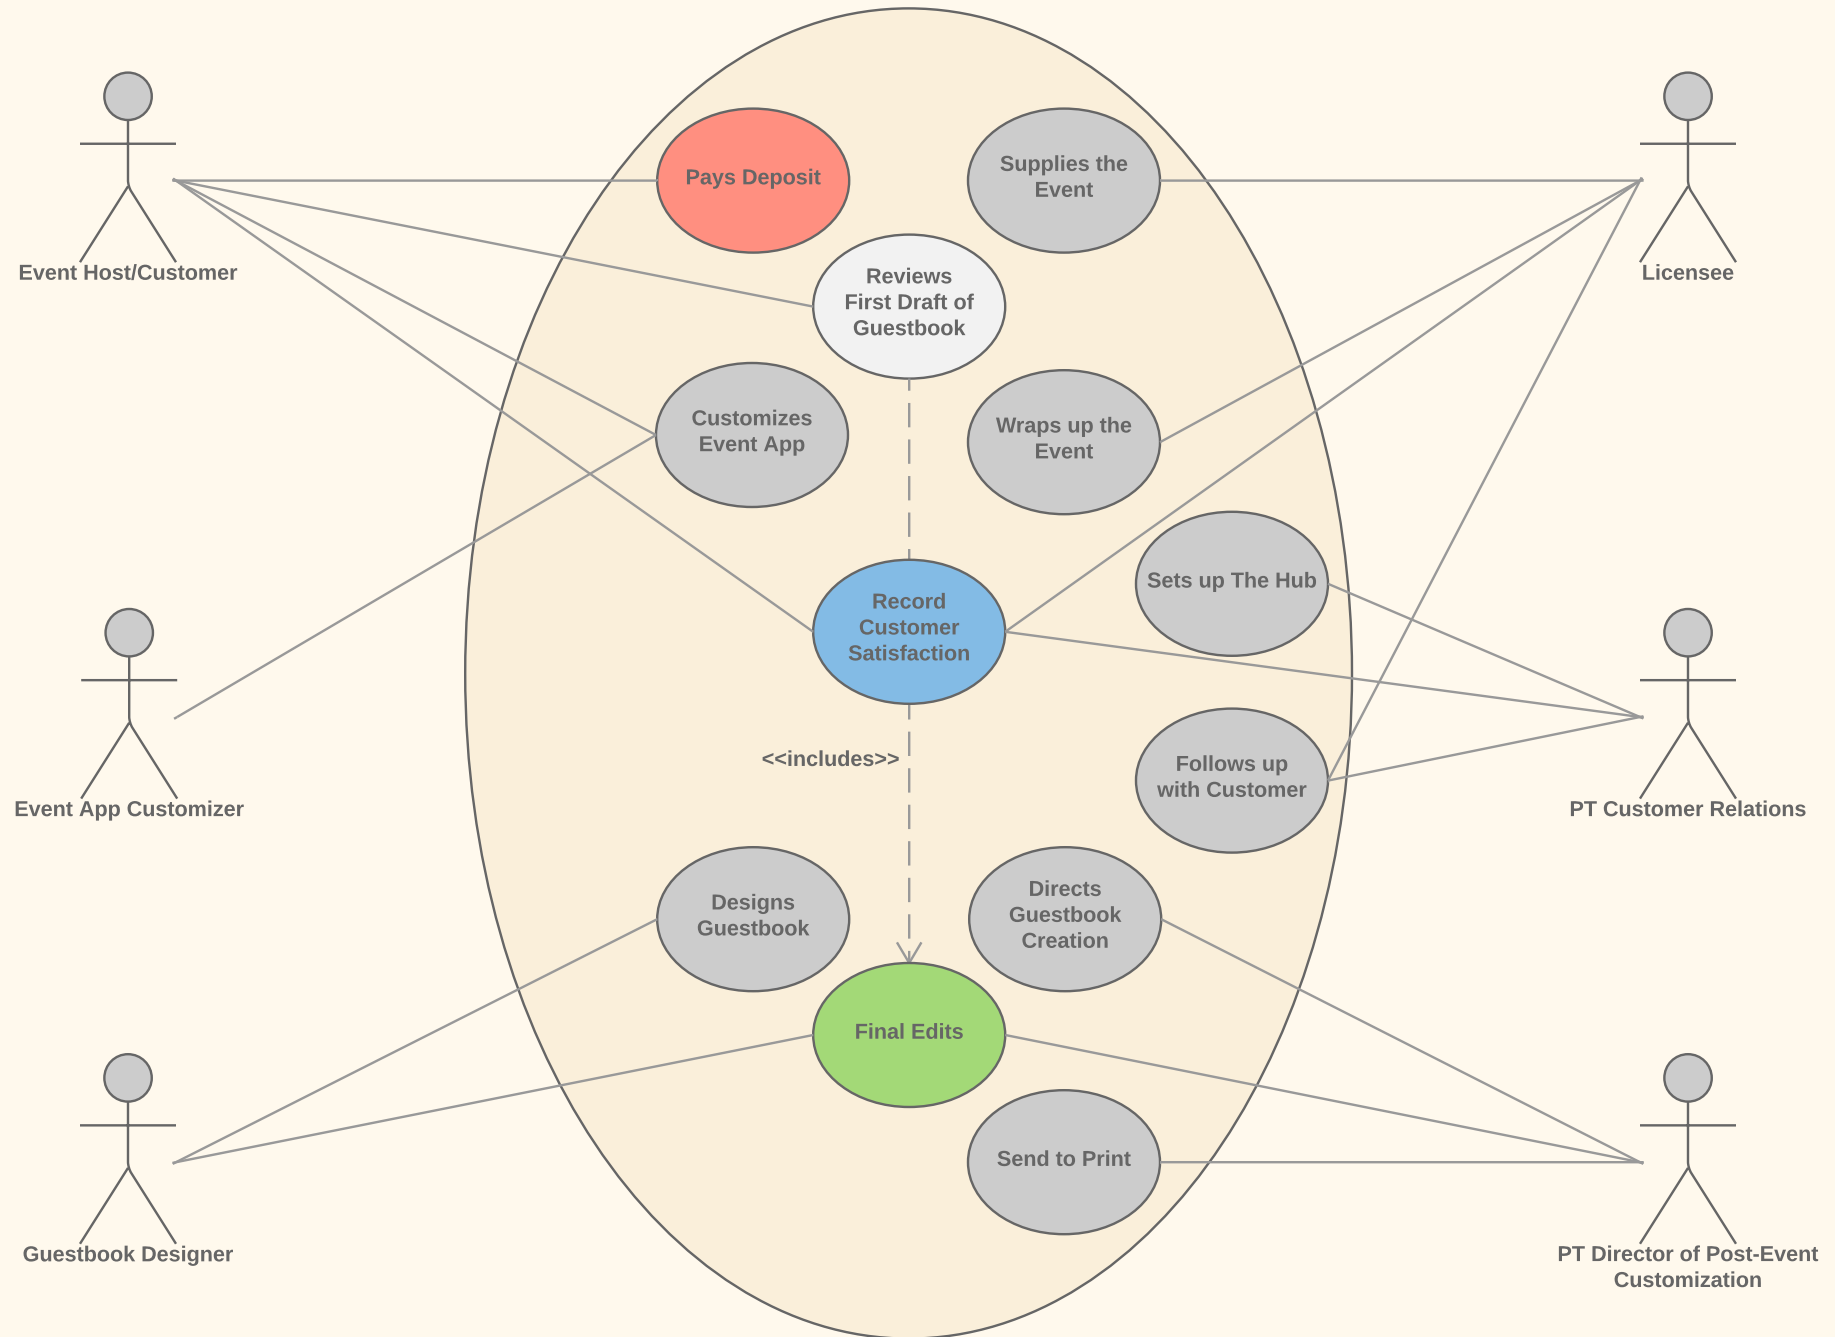 Pays Deposit
Supplies the
Event
Event Host/Customer
Licensee
Reviews
First Draft of
Guestbook
Customizes
Event App
Wraps up the
Event
Sets up The Hub
Record
Customer
Satisfaction
<<includes>>
Follows up
with Customer
Event App Customizer
PT Customer Relations
Designs
Guestbook
Directs
Guestbook
Creation
Final Edits
Send to Print
Guestbook Designer
PT Director of Post-Event
Customization